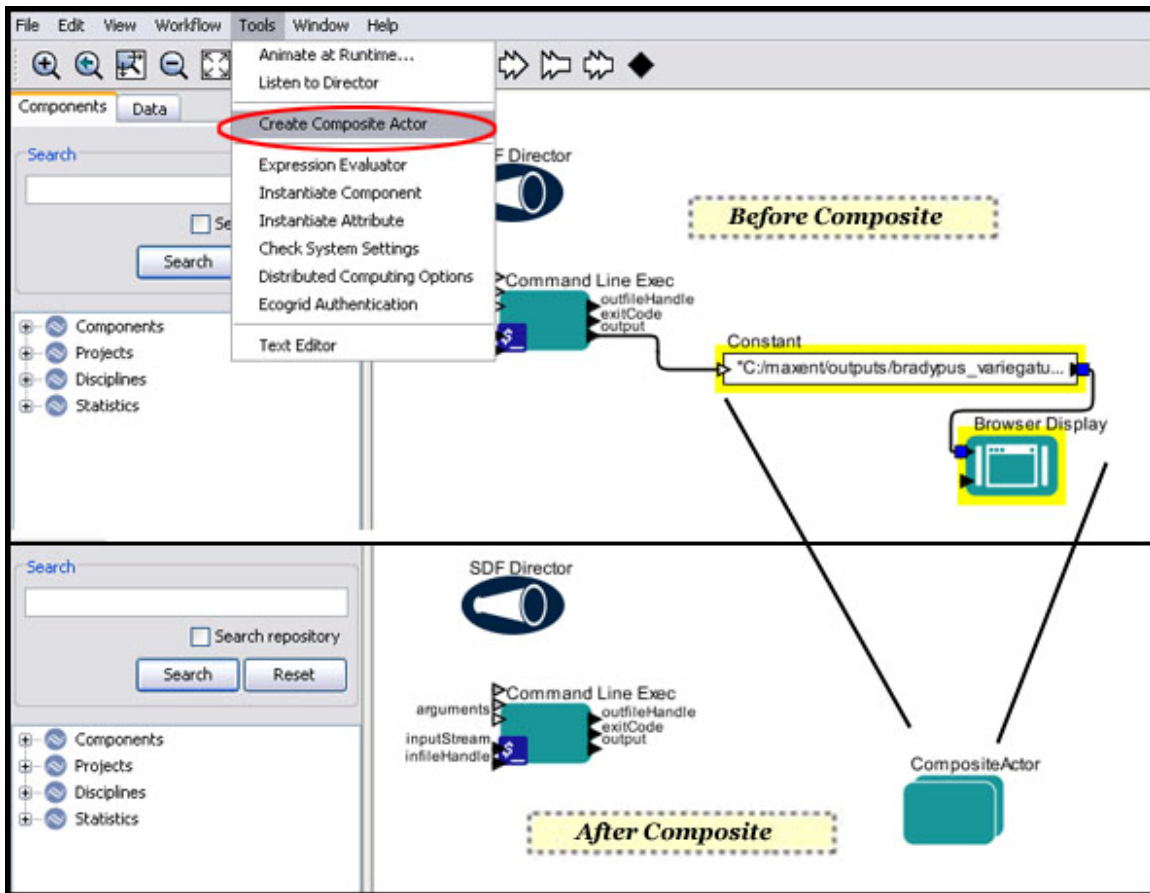 File Edit View Workflow Tools Window Help
Animate at Runtime...
Listen to Director
Create Composite Actor
Expression Evaluator
Instantiate Component
Instantiate Attribute
Check System Settings
Distributed Computing Options
Ecogrid Authentication
Text Editor
Components Data
Search
Se
Search
Components
Projects
Disciplines
Statistics
F Director
Before Composite
Command Line Exec
outfileHandle
exitCode
output
$_
Constant
"C:/maxent/outputs/bradypus_variegatu...
Browser Display
Search
Search repository
Search Reset
Components
Projects
Disciplines
Statistics
SDF Director
Command Line Exec
arguments
inputStream
infileHandle
$_
outfileHandle
exitCode
output
CompositeActor
After Composite